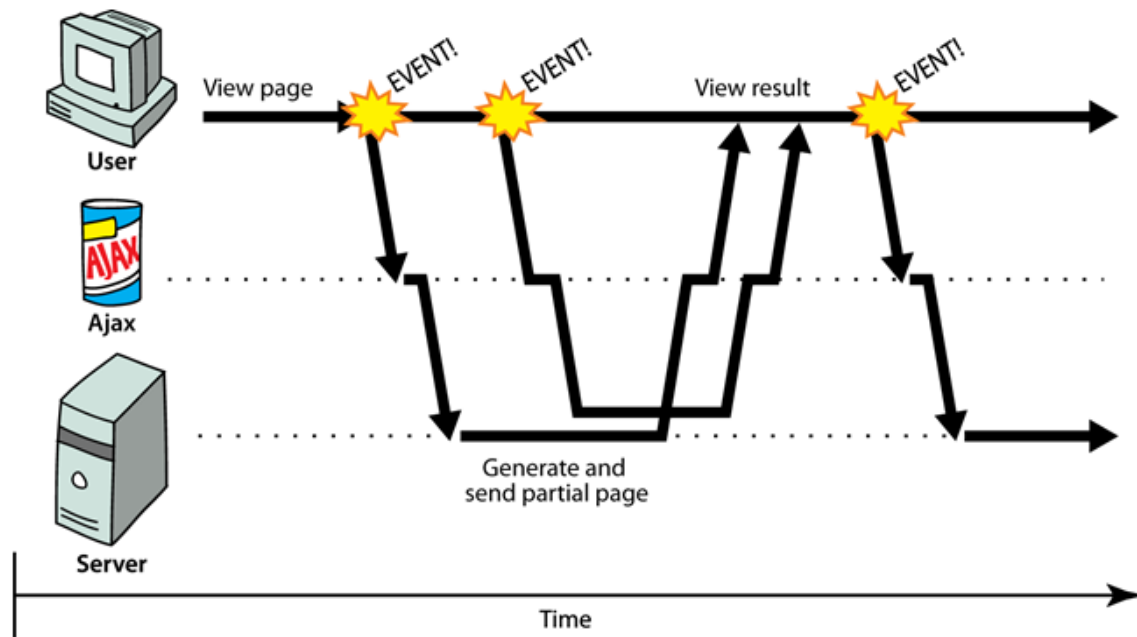 EVENT!
EVENT!
EVENT!
View page
View result
User
AJAX
Ajax
Generate and
send partial page
Server
Time